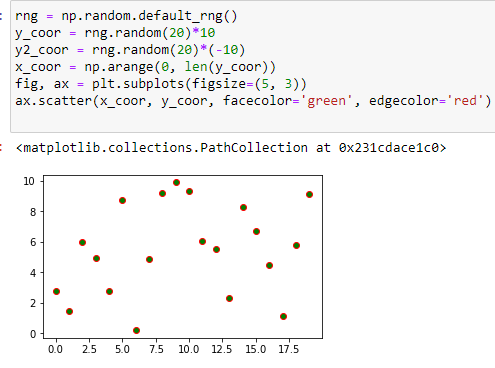 : rng = np.random.default_rng()
y_coor = rng.random(20)*10
y2_coor = rng.random(20)*(-10)
x_coor = np.arange(0, len(y_coor))
fig, ax = plt.subplots(figsize=(5, 3))
ax.scatter(x_coor, y_coor, facecolor='green', edgecolor='red')
: <matplotlib.collections.PathCollection at 0x231cdace1c0>
10
8
6
4
2
0
0.0 2.5 5.0 7.5 10.0 12.5 15.0 17.5